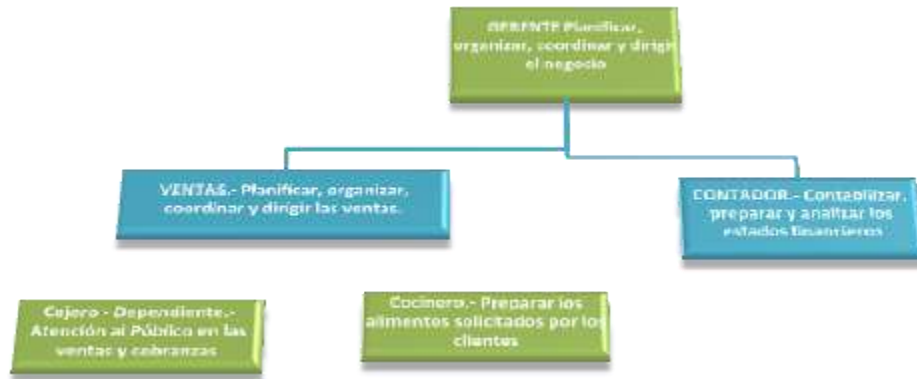 GERENTE Planificar,
organizar, coordinar y dirigir
el negocio
VENTAS.- Planificar, organizar,
coordinar y dirigir las ventas.
CONTADOR.- Contabilizar,
preparar y analizar los
estados financieros
Cajero - Dependiente.-
Atención al Público en las
ventas y cobranzas
Cocinero.- Preparar los
alimentos solicitados por los
clientes